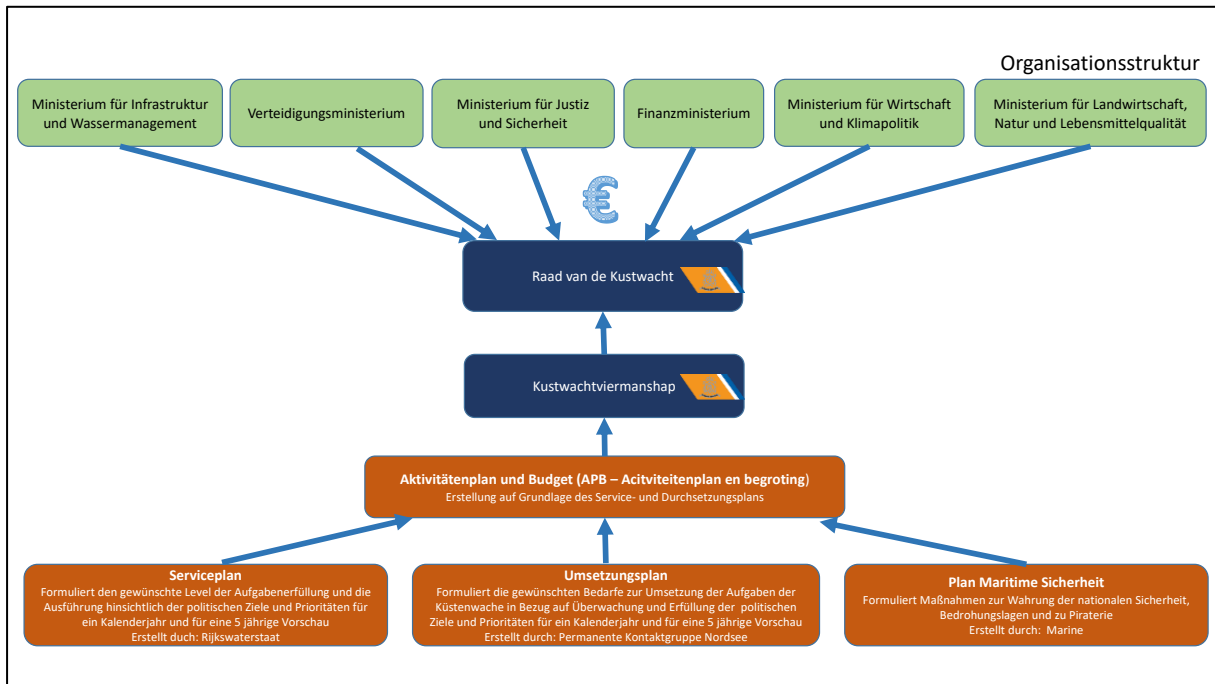 Organisationsstruktur
Ministerium für Infrastruktur
und Wassermanagement
Verteidigungsministerium
Ministerium für Justiz
und Sicherheit
Finanzministerium
Ministerium für Wirtschaft
und Klimapolitik
Ministerium für Landwirtschaft,
Natur und Lebensmittelqualität
€
Raad van de Kustwacht
Kustwachtviermanshap
Aktivitätenplan und Budget (APB – Acitviteitenplan en begroting)
Erstellung auf Grundlage des Service- und Durchsetzungsplans
Serviceplan
Formuliert den gewünschte Level der Aufgabenerfüllung und die
Ausführung hinsichtlich der politischen Ziele und Prioritäten für
ein Kalenderjahr und für eine 5 jährige Vorschau
Erstellt duch: Rijkswaterstaat
Umsetzungsplan
Formuliert die gewünschten Bedarfe zur Umsetzung der Aufgaben der
Küstenwache in Bezug auf Überwachung und Erfüllung der politischen
Ziele und Prioritäten für ein Kalenderjahr und für eine 5 jährige Vorschau
Erstellt durch: Permanente Kontaktgruppe Nordsee
Plan Maritime Sicherheit
Formuliert Maßnahmen zur Wahrung der nationalen Sicherheit,
Bedrohungslagen und zu Piraterie
Erstellt durch: Marine